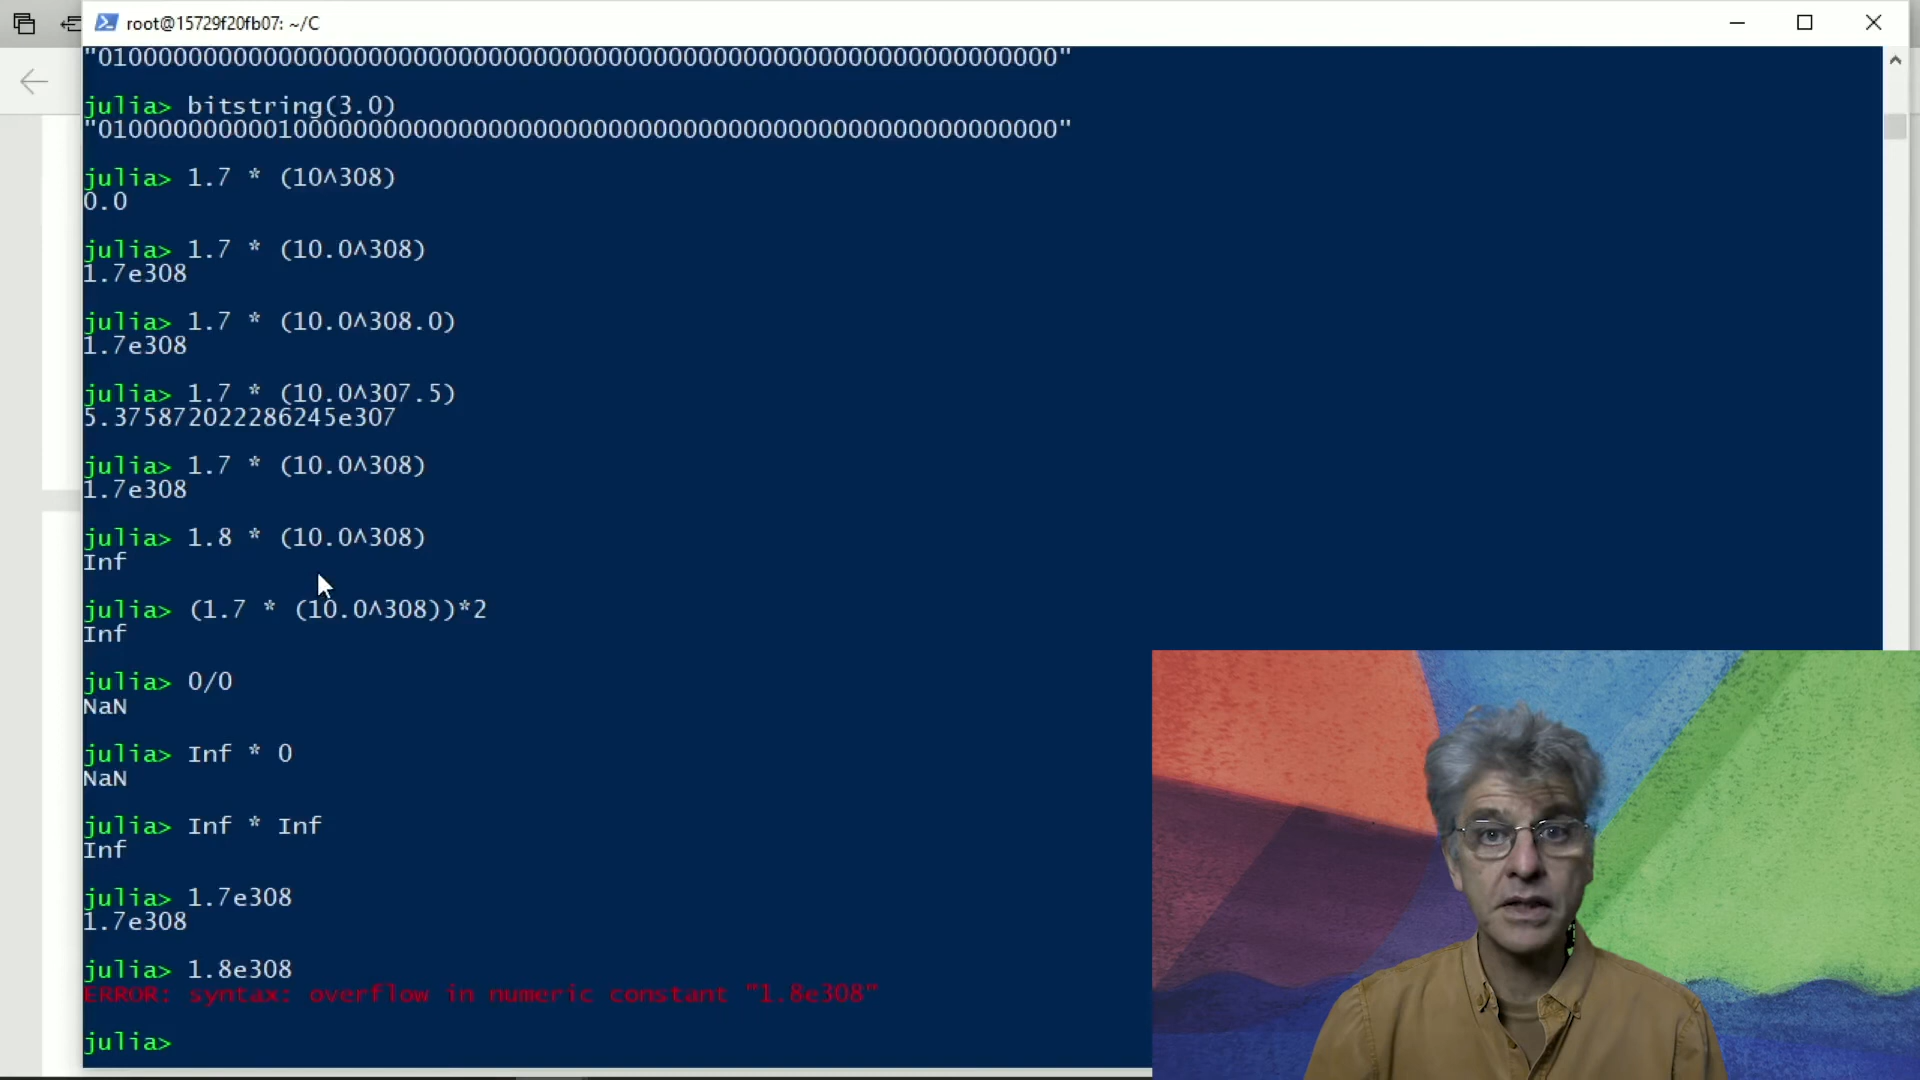 root@15729f20fb07: ~/C
"0100000000000000000000000000000000000000000000000000000000000000"
julia> bitstring(3.0)
"0100000000001000000000000000000000000000000000000000000000000000"
julia> 1.7 * (10^308)
0.0
julia> 1.7 * (10.0^308)
1.7e308
julia> 1.7 * (10.0^308.0)
1.7e308
julia> 1.7 * (10.0^307.5)
5.375872022286245e307
julia> 1.7 * (10.0^308)
1.7e308
julia> 1.8 * (10.0^308)
Inf
julia> (1.7 * (10.0^308))*2
Inf
julia> 0/0
NaN
julia> Inf * 0
NaN
julia> Inf * Inf
Inf
julia> 1.7e308
1.7e308
julia> 1.8e308
ERROR: syntax: overflow in numeric constant "1.8e308"
julia>